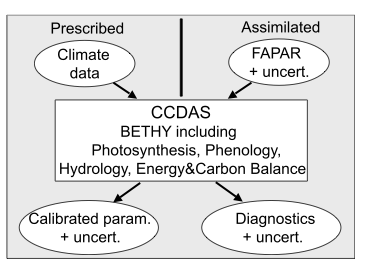 Prescribed
Assimilated
Climate
data
FAPAR
+ uncert.
CCDAS
BETHY including
Photosynthesis, Phenology,
Hydrology, Energy&Carbon Balance
Calibrated param.
+ uncert.
Diagnostics
+ uncert.